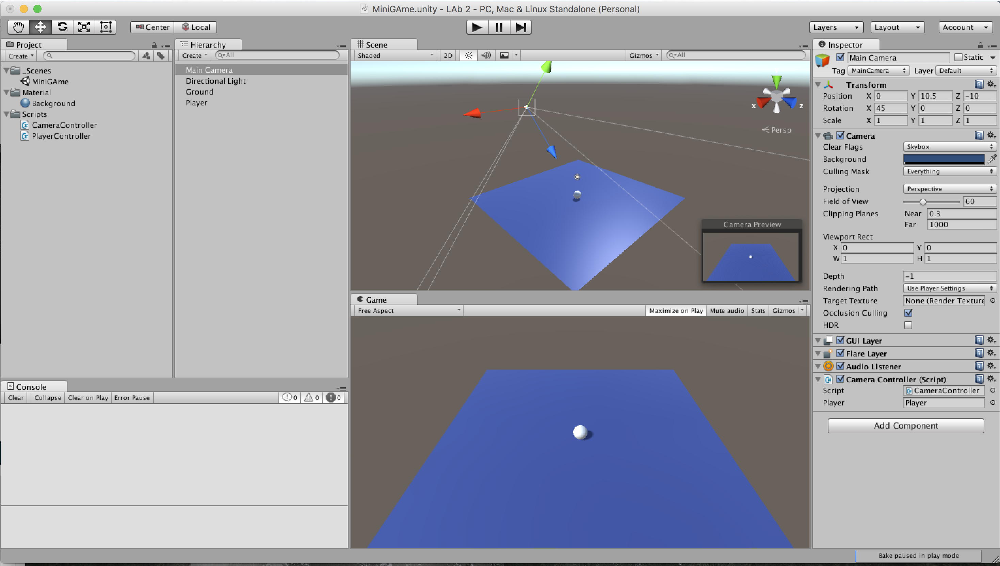 MiniGAme.unity - LAb 2 - PC, Mac & Linux Standalone (Personal)
Center Local Layers Layout Account
Project
Create
_Scenes
MiniGAme
Material
Background
Scripts
CameraController
PlayerController
Hierarchy
Create All
Main Camera
Directional Light
Ground
Player
Console
Clear Collapse Clear on Play Error Pause 0 0 0
Scene
Shaded 2D Gizmos All
x z
Persp
Camera Preview
Game
Free Aspect Maximize on Play Mute audio Stats Gizmos
Inspector
Main Camera Static
Tag MainCamera Layer Default
Transform
Position X 0 Y 10.5 Z -10
Rotation X 45 Y 0 Z 0
Scale X 1 Y 1 Z 1
Camera
Clear Flags Skybox
Background
Culling Mask Everything
Projection Perspective
Field of View 60
Clipping Planes Near 0.3
Far 1000
Viewport Rect
X 0 Y 0
W 1 H 1
Depth -1
Rendering Path Use Player Settings
Target Texture None (Render Texture
Occlusion Culling
HDR
GUI Layer
Flare Layer
Audio Listener
Camera Controller (Script)
Script CameraController
Player Player
Add Component
Bake paused in play mode